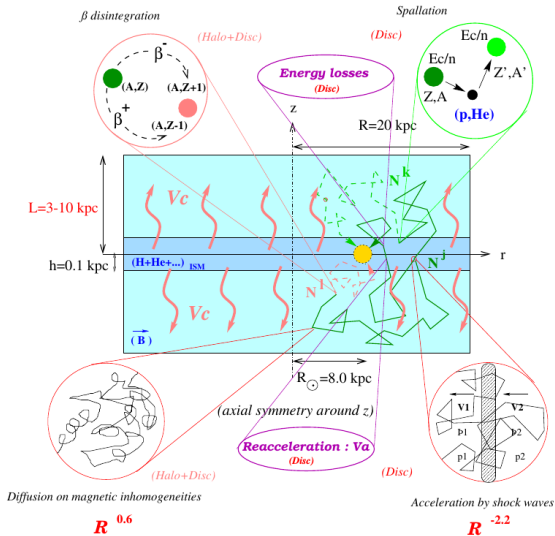 β disintegration
Spallation
(Halo+Disc)
(Disc)
β-
(A,Z)
(A,Z+1)
β+
(A,Z-1)
Energy losses
(Disc)
Ec/n
Ec/n
Z',A'
Z,A
(p,He)
z
R=20 kpc
L=3-10 kpc
Vc
N k
h=0.1 kpc
(H+He+...) ISM
r
N j
N i
Vc
(B)
R☉=8.0 kpc
(axial symmetry around z)
V1
V2
p1
p2
p1
p2
Reacceleration : Va
(Disc)
(Halo+Disc)
(Disc)
Diffusion on magnetic inhomogeneities
Acceleration by shock waves
R 0.6
R -2.2